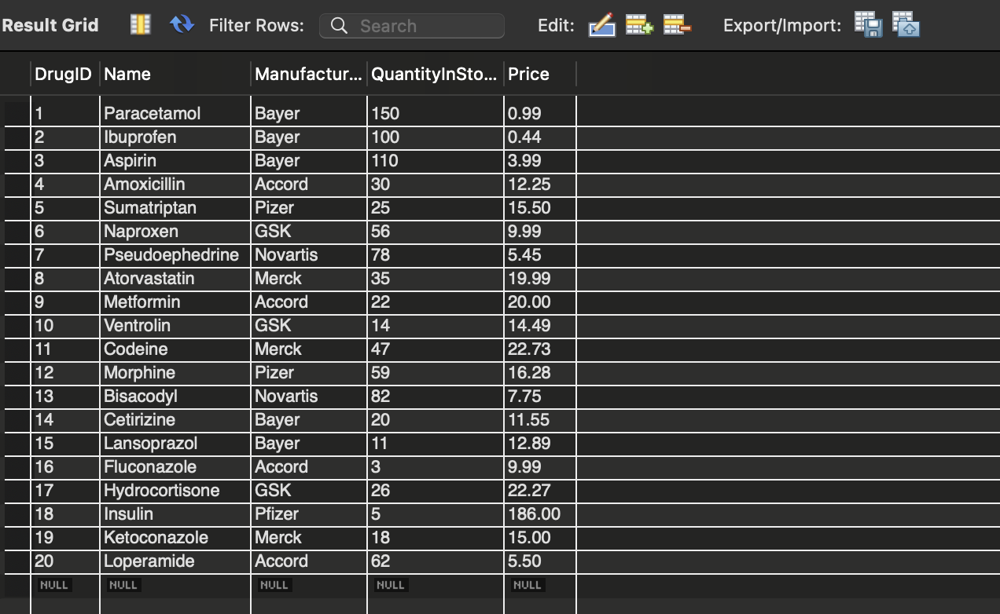 Result Grid Filter Rows: Search Edit: Export/Import:
DrugID Name Manufactur... QuantityInSto... Price
1 Paracetamol Bayer 150 0.99
2 Ibuprofen Bayer 100 0.44
3 Aspirin Bayer 110 3.99
4 Amoxicillin Accord 30 12.25
5 Sumatriptan Pizer 25 15.50
6 Naproxen GSK 56 9.99
7 Pseudoephedrine Novartis 78 5.45
8 Atorvastatin Merck 35 19.99
9 Metformin Accord 22 20.00
10 Ventrolin GSK 14 14.49
11 Codeine Merck 47 22.73
12 Morphine Pizer 59 16.28
13 Bisacodyl Novartis 82 7.75
14 Cetirizine Bayer 20 11.55
15 Lansoprazol Bayer 11 12.89
16 Fluconazole Accord 3 9.99
17 Hydrocortisone GSK 26 22.27
18 Insulin Pfizer 5 186.00
19 Ketoconazole Merck 18 15.00
20 Loperamide Accord 62 5.50
NULL NULL NULL NULL NULL